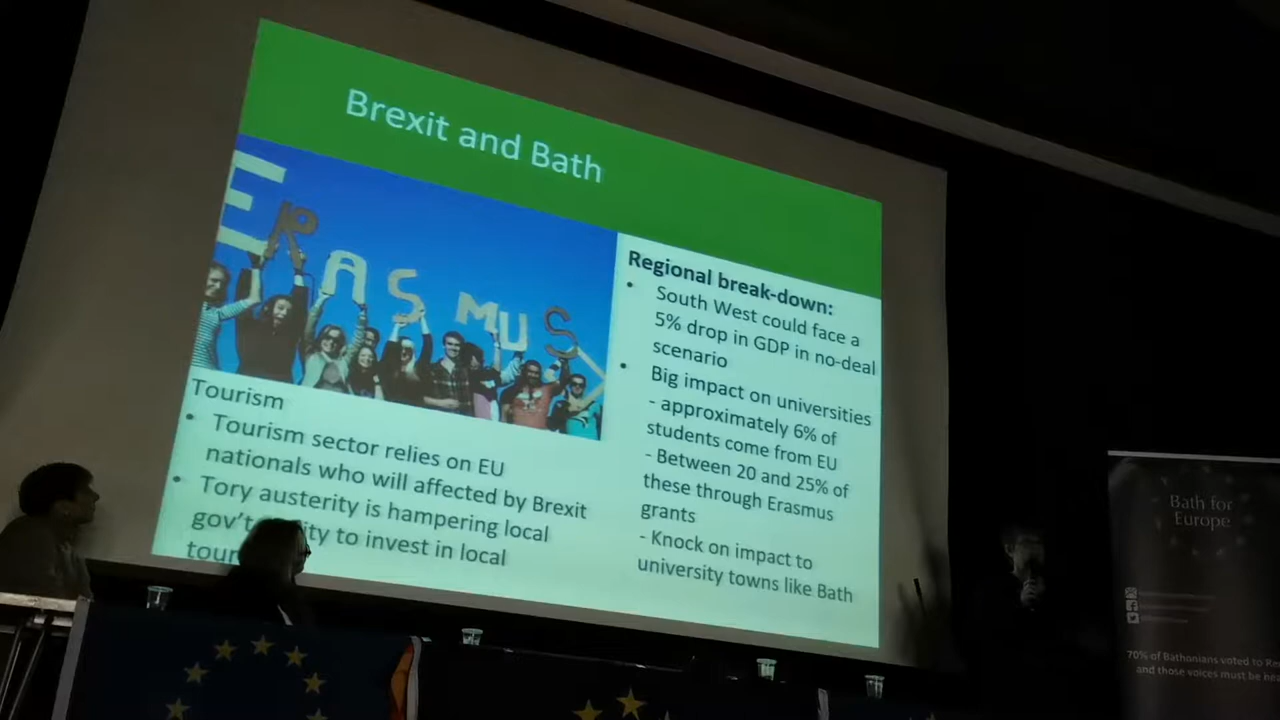 Brexit and Bath
ERASMUS
Regional break-down:
• South West could face a
5% drop in GDP in no-deal
scenario
• Big impact on universities
- approximately 6% of
students come from EU
- Between 20 and 25% of
these through Erasmus
grants
- Knock on impact to
university towns like Bath
Tourism
• Tourism sector relies on EU
nationals who will affected by Brexit
• Tory austerity is hampering local
gov't to invest in local
Bath for
Europe
70% of Bathonians voted to
and those voices must be